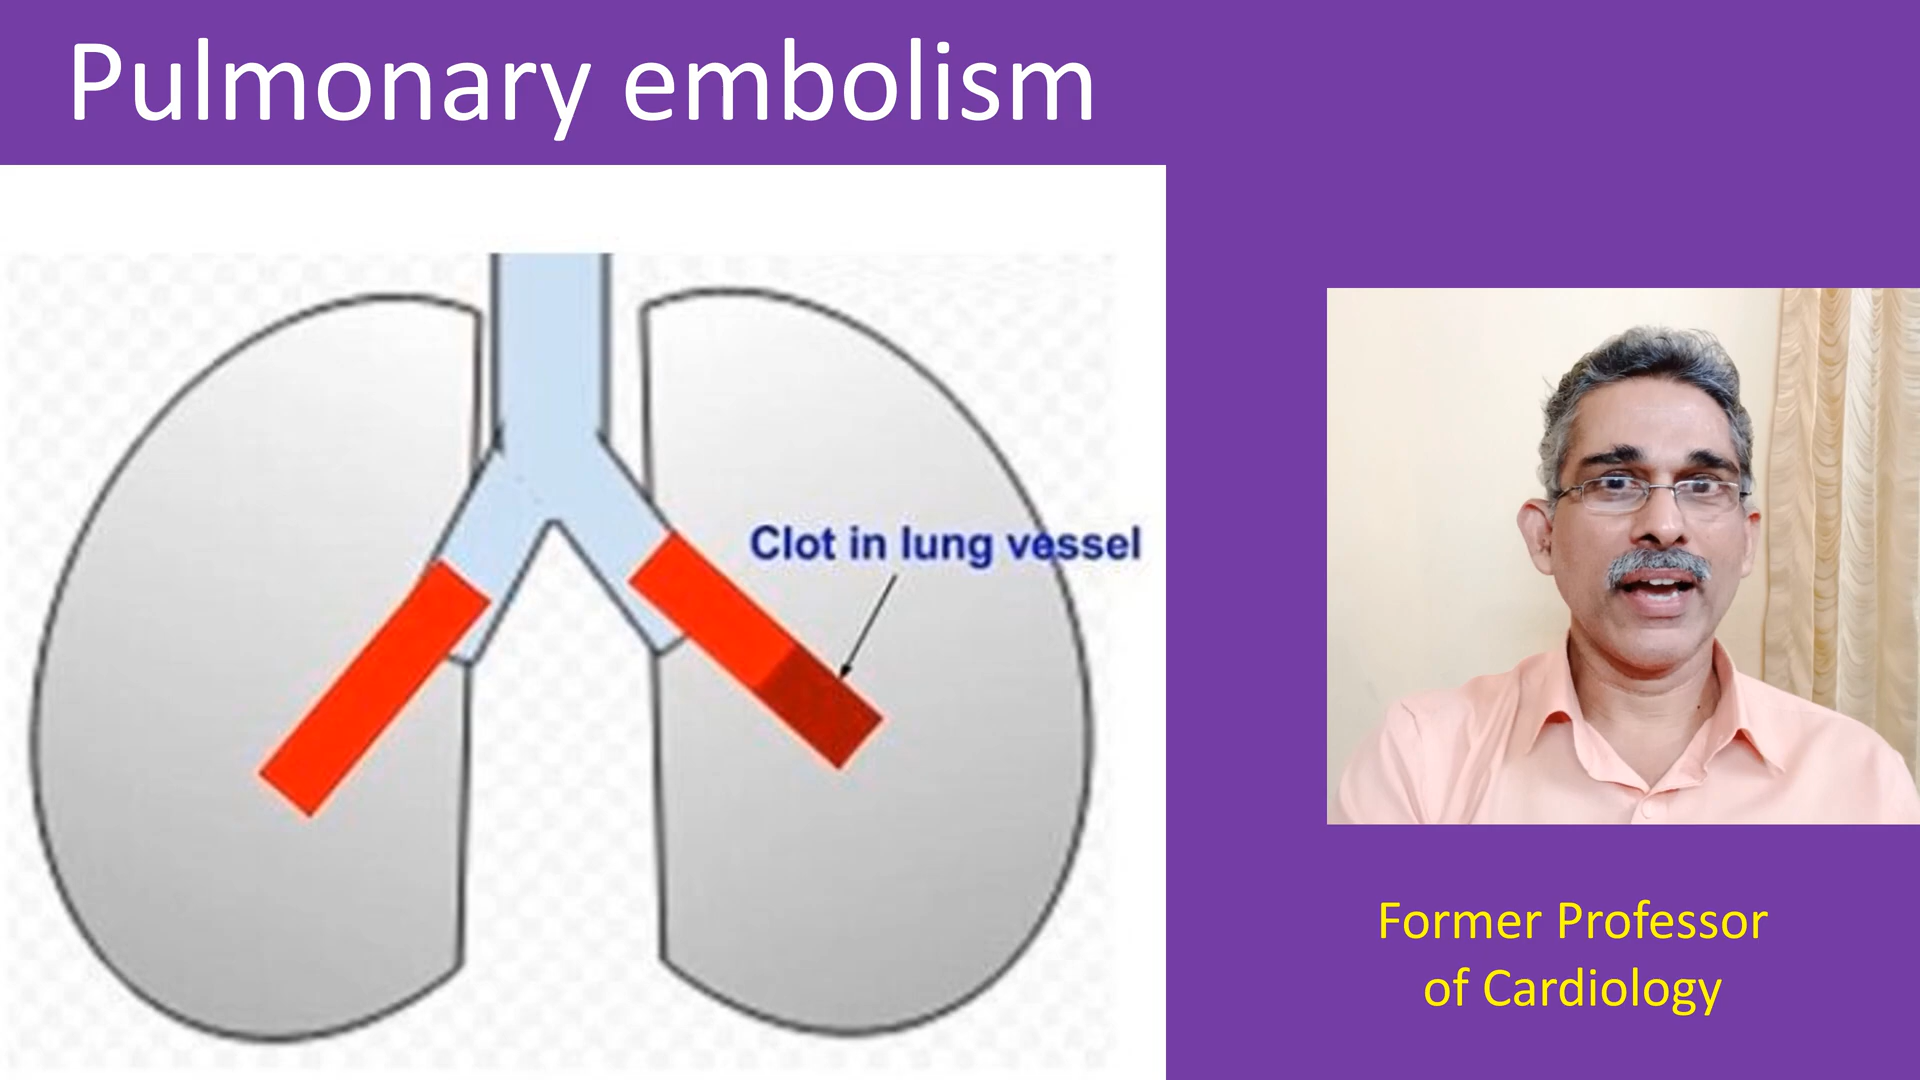 Pulmonary embolism
Clot in lung vessel
Former Professor
of Cardiology